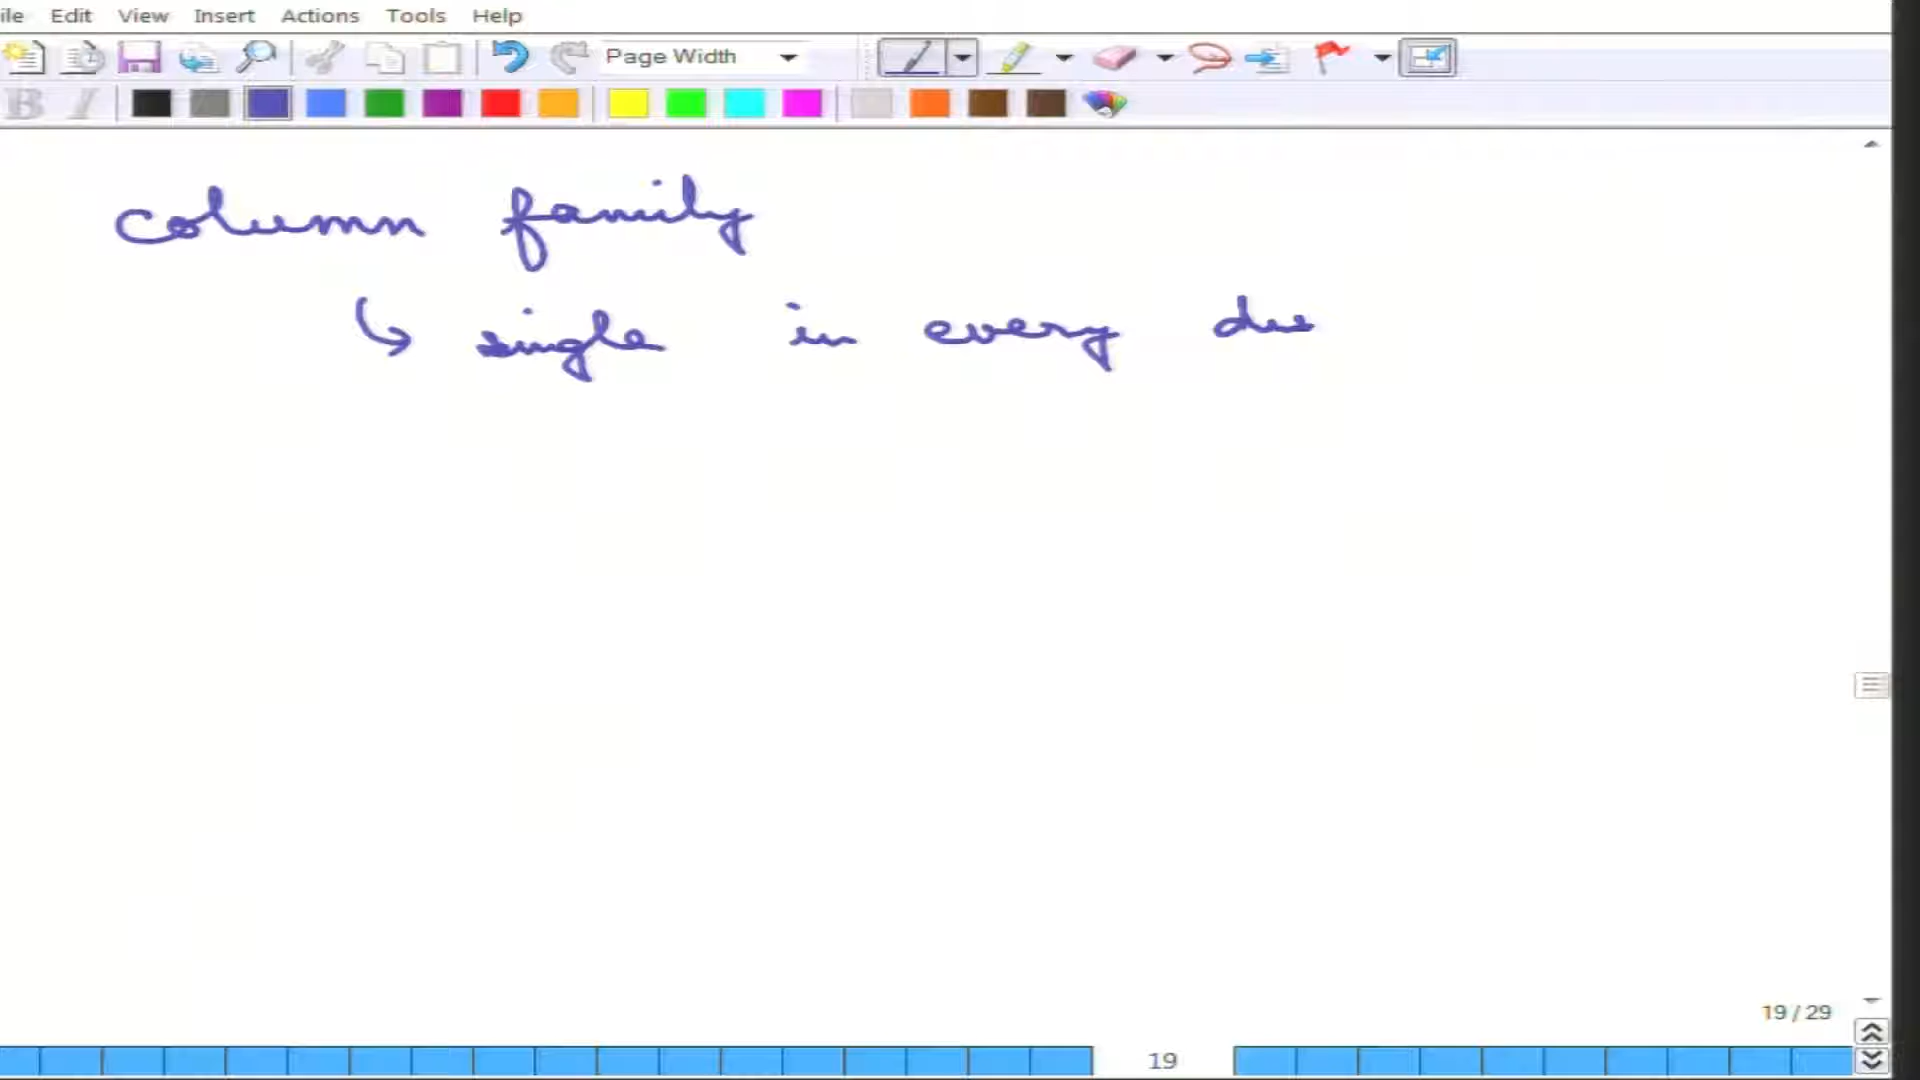 ile Edit View Insert Actions Tools Help
Page Width
B I
column family
↳ single in every dis
19 / 29
19